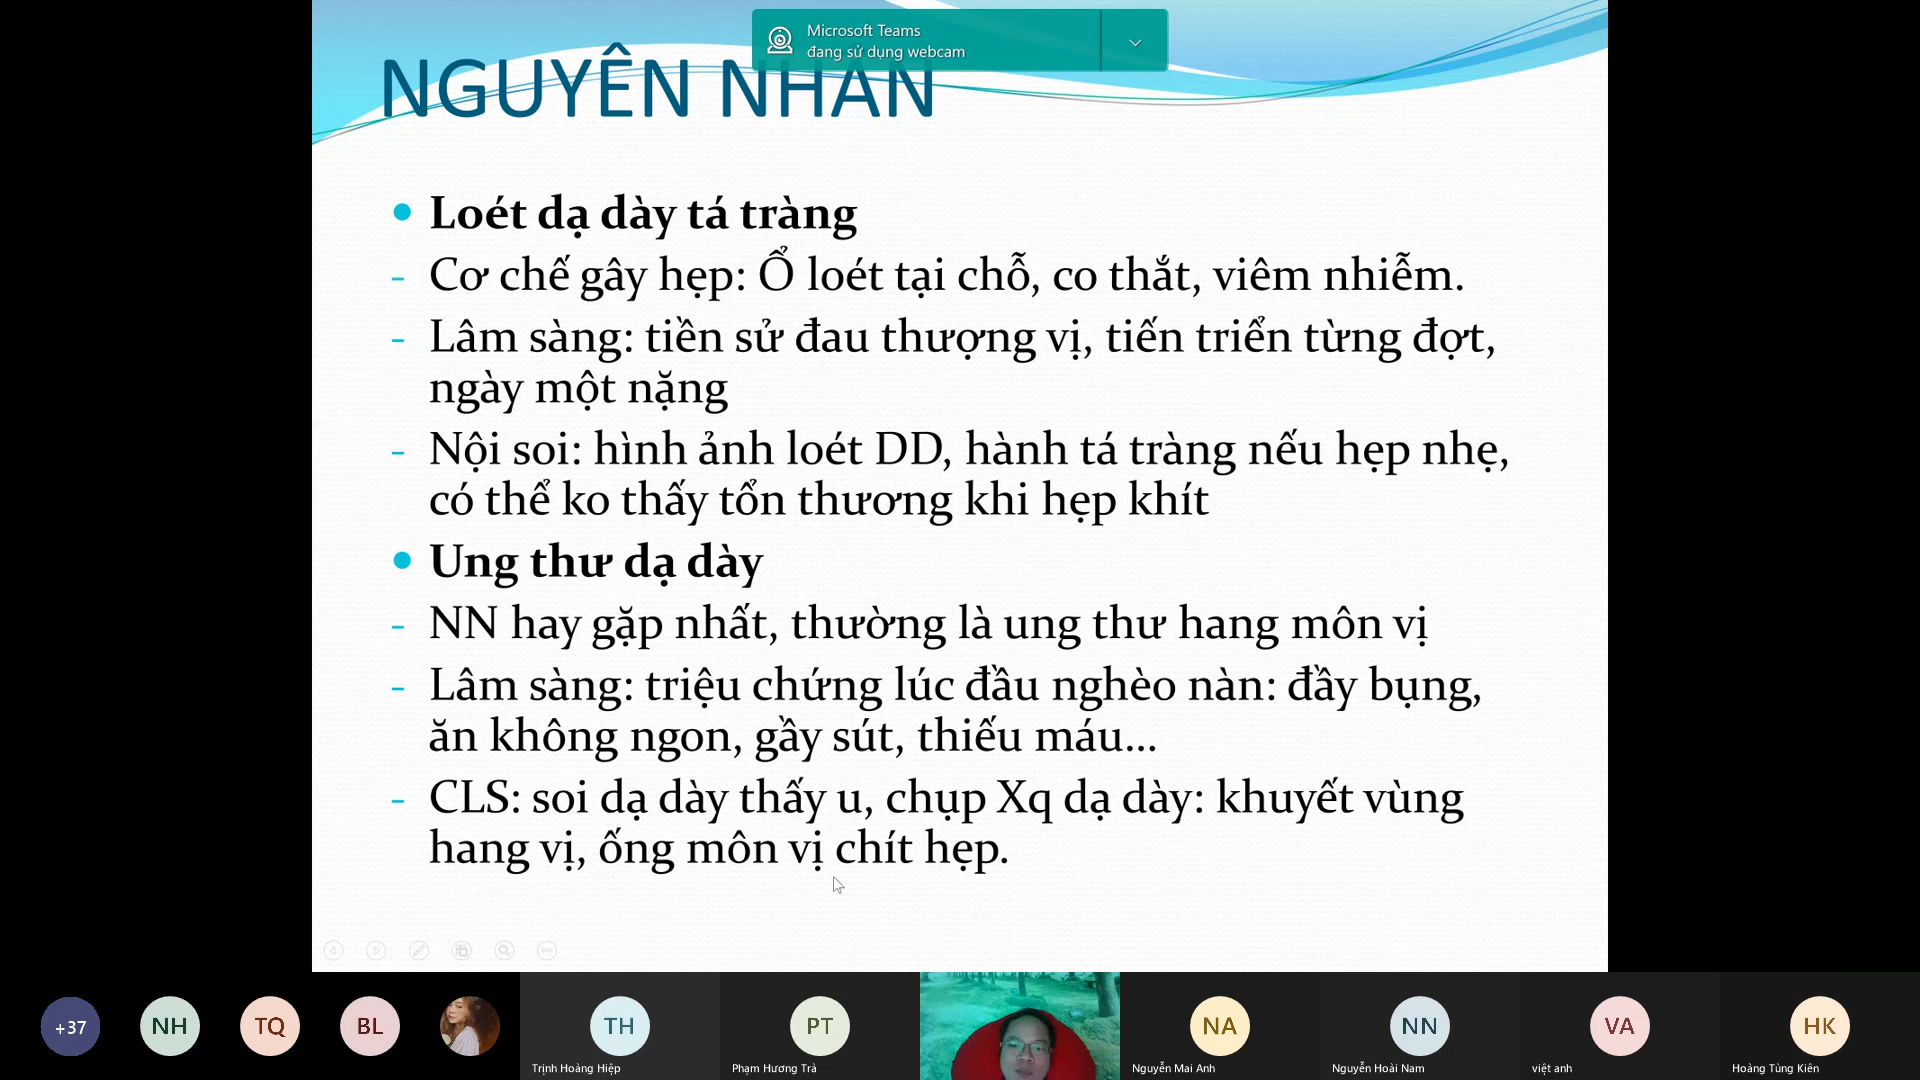 Microsoft Teams
đang sử dụng webcam
NGUYÊN NHÂN
• Loét dạ dày tá tràng
- Cơ chế gây hẹp: Ổ loét tại chỗ, co thắt, viêm nhiễm.
- Lâm sàng: tiền sử đau thượng vị, tiến triển từng đợt,
ngày một nặng
- Nội soi: hình ảnh loét DD, hành tá tràng nếu hẹp nhẹ,
có thể ko thấy tổn thương khi hẹp khít
• Ung thư dạ dày
- NN hay gặp nhất, thường là ung thư hang môn vị
- Lâm sàng: triệu chứng lúc đầu nghèo nàn: đầy bụng,
ăn không ngon, gầy sút, thiếu máu...
- CLS: soi dạ dày thấy u, chụp Xq dạ dày: khuyết vùng
hang vị, ống môn vị chít hẹp.
+37
NH
TQ
BL
TH
Trịnh Hoàng Hiệp
PT
Phạm Hương Trà
NA
Nguyễn Mai Anh
NN
Nguyễn Hoài Nam
VA
việt anh
HK
Hoàng Tùng Kiên